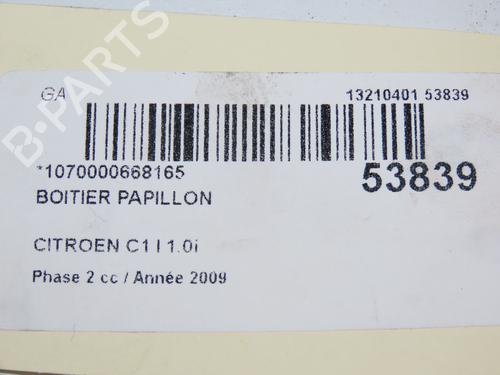 GA 13210401 53839
*1070000668165
53839
BOITIER PAPILLON
CITROEN C1 I 1.0i
Phase 2 cc / Année 2009
B-PARTS